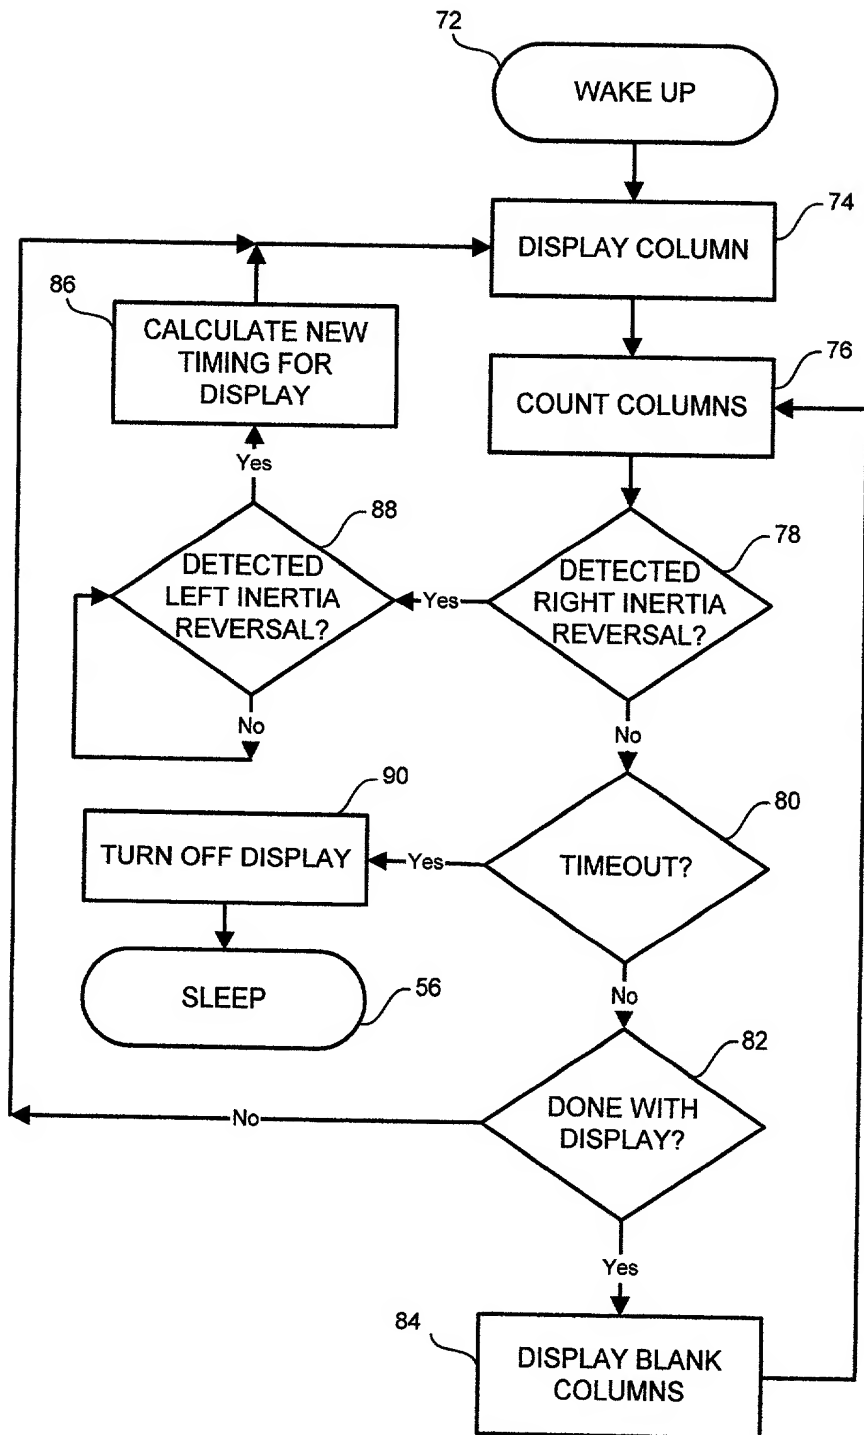 72
WAKE UP
74
DISPLAY COLUMN
86
CALCULATE NEW
TIMING FOR
DISPLAY
76
COUNT COLUMNS
Yes
88
DETECTED
LEFT INERTIA
REVERSAL?
Yes
78
DETECTED
RIGHT INERTIA
REVERSAL?
No
No
90
TURN OFF DISPLAY
Yes
80
TIMEOUT?
SLEEP
56
No
82
DONE WITH
DISPLAY?
No
Yes
84
DISPLAY BLANK
COLUMNS